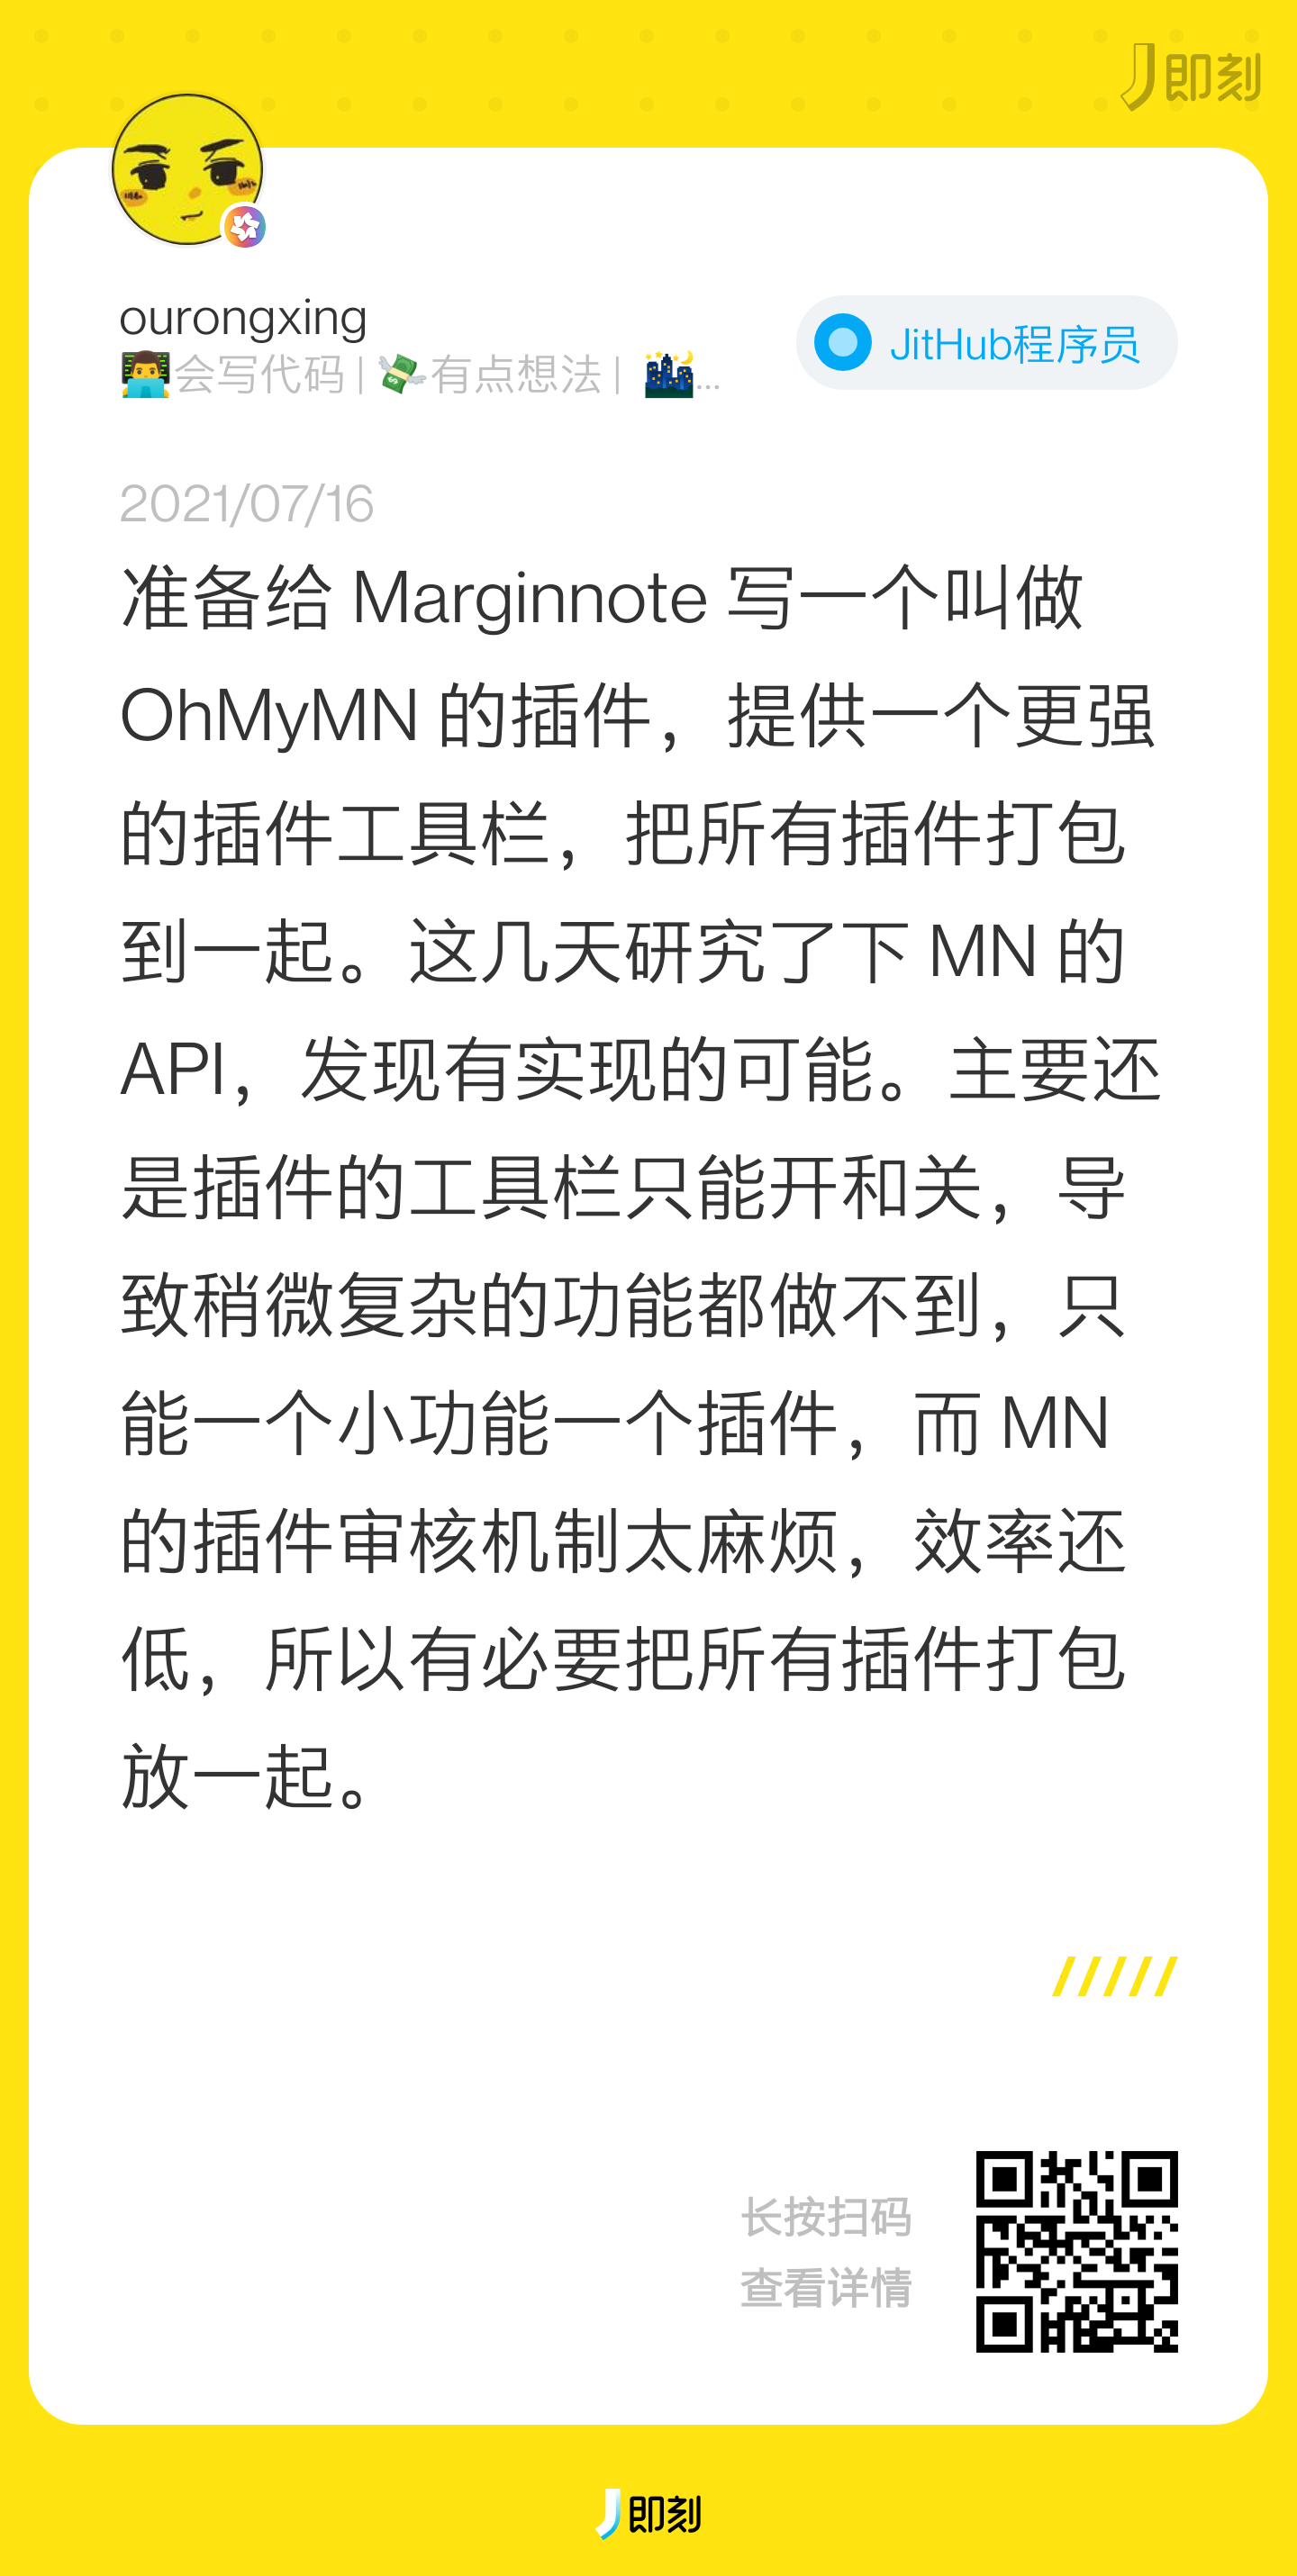 即刻
ourongxing
👨‍💻会写代码 | 💸有点想法 | 🌃...
JitHub程序员
2021/07/16
准备给 Marginnote 写一个叫做
OhMyMN 的插件，提供一个更强
的插件工具栏，把所有插件打包
到一起。这几天研究了下 MN 的
API，发现有实现的可能。主要还
是插件的工具栏只能开和关，导
致稍微复杂的功能都做不到，只
能一个小功能一个插件，而 MN
的插件审核机制太麻烦，效率还
低，所以有必要把所有插件打包
放一起。
长按扫码
查看详情
即刻